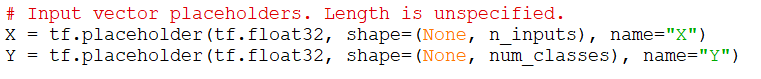 # Input vector placeholders. Length is unspecified.
X = tf.placeholder(tf.float32, shape=(None, n_inputs), name="X")
Y = tf.placeholder(tf.float32, shape=(None, num_classes), name="Y")